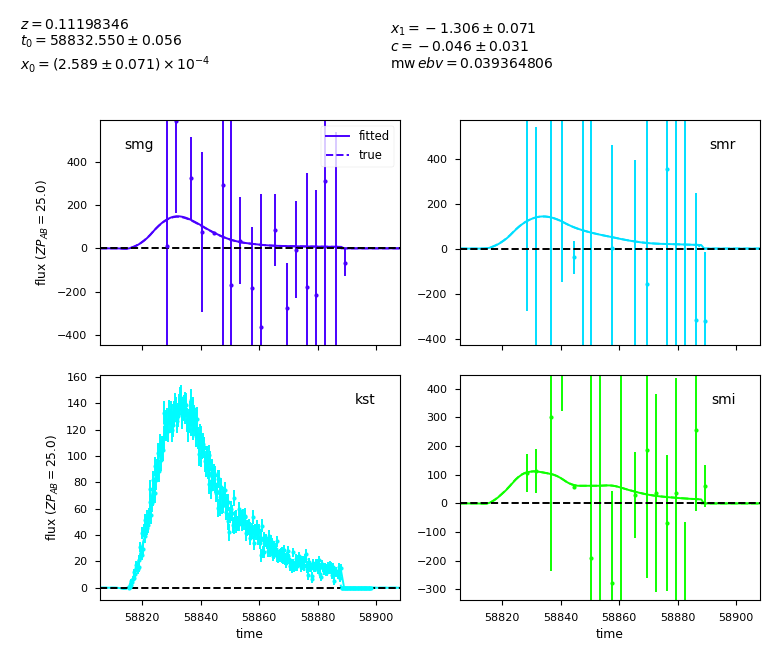 z = 0.11198346
t₀ = 58832.550 ± 0.056
x₀ = (2.589 ± 0.071) × 10⁻⁴
x₁ = −1.306 ± 0.071
c = −0.046 ± 0.031
mw ebv = 0.039364806
smg
fitted
true
400
200
0
−200
−400
flux (ZP_AB = 25.0)
smr
400
200
0
−200
−400
kst
160
140
120
100
80
60
40
20
0
flux (ZP_AB = 25.0)
58820 58840 58860 58880 58900
time
smi
400
300
200
100
0
−100
−200
−300
58820 58840 58860 58880 58900
time